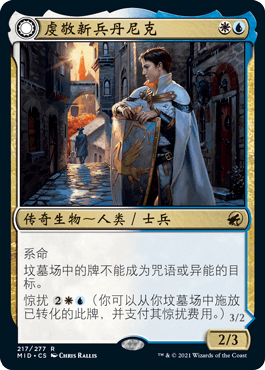 虔敬新兵丹尼克
传奇生物～人类 / 士兵
系命
坟墓场中的牌不能成为咒语或异能的
目标。
惊扰 2 （你可以从你坟墓场中施放
已转化的此牌，并支付其惊扰费用。）
3/2
2/3
217/277 R
MID • CS CHRIS RALLIS
™ & © 2021 Wizards of the Coast